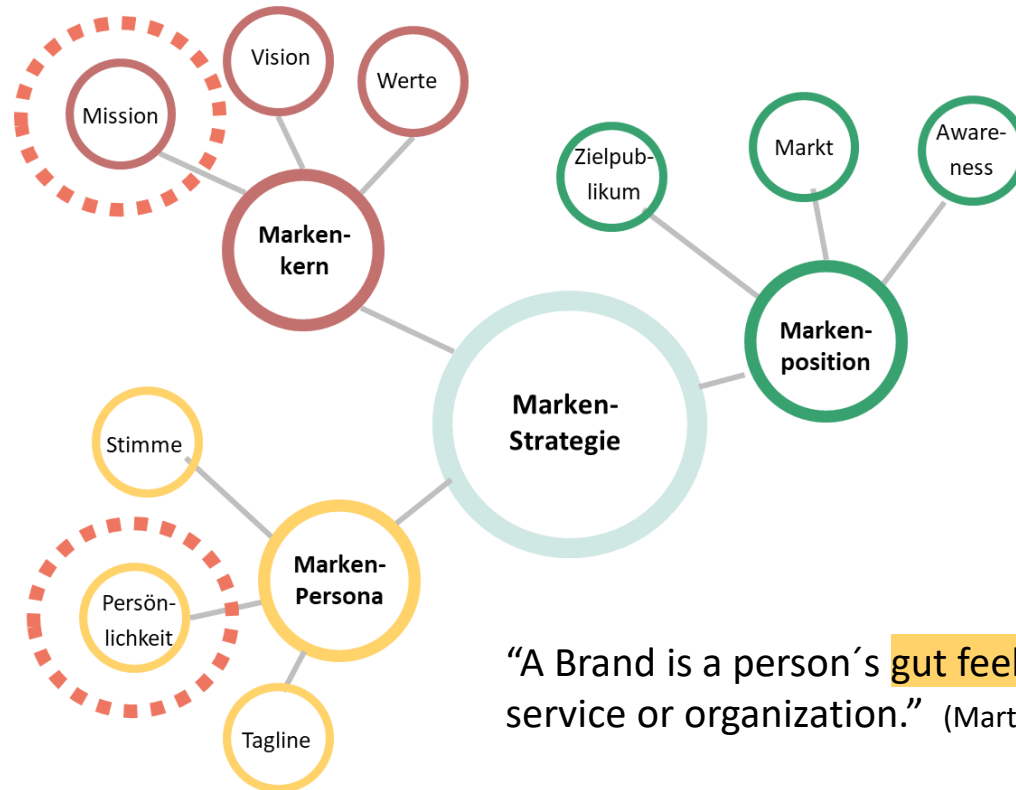 Vision
Werte
Mission
Marken-
kern
Zielpub-
likum
Markt
Aware-
ness
Marken-
position
Marken-
Strategie
Stimme
Marken-
Persona
Persön-
lichkeit
Tagline
“A Brand is a person´s gut feel
service or organization.” (Mart